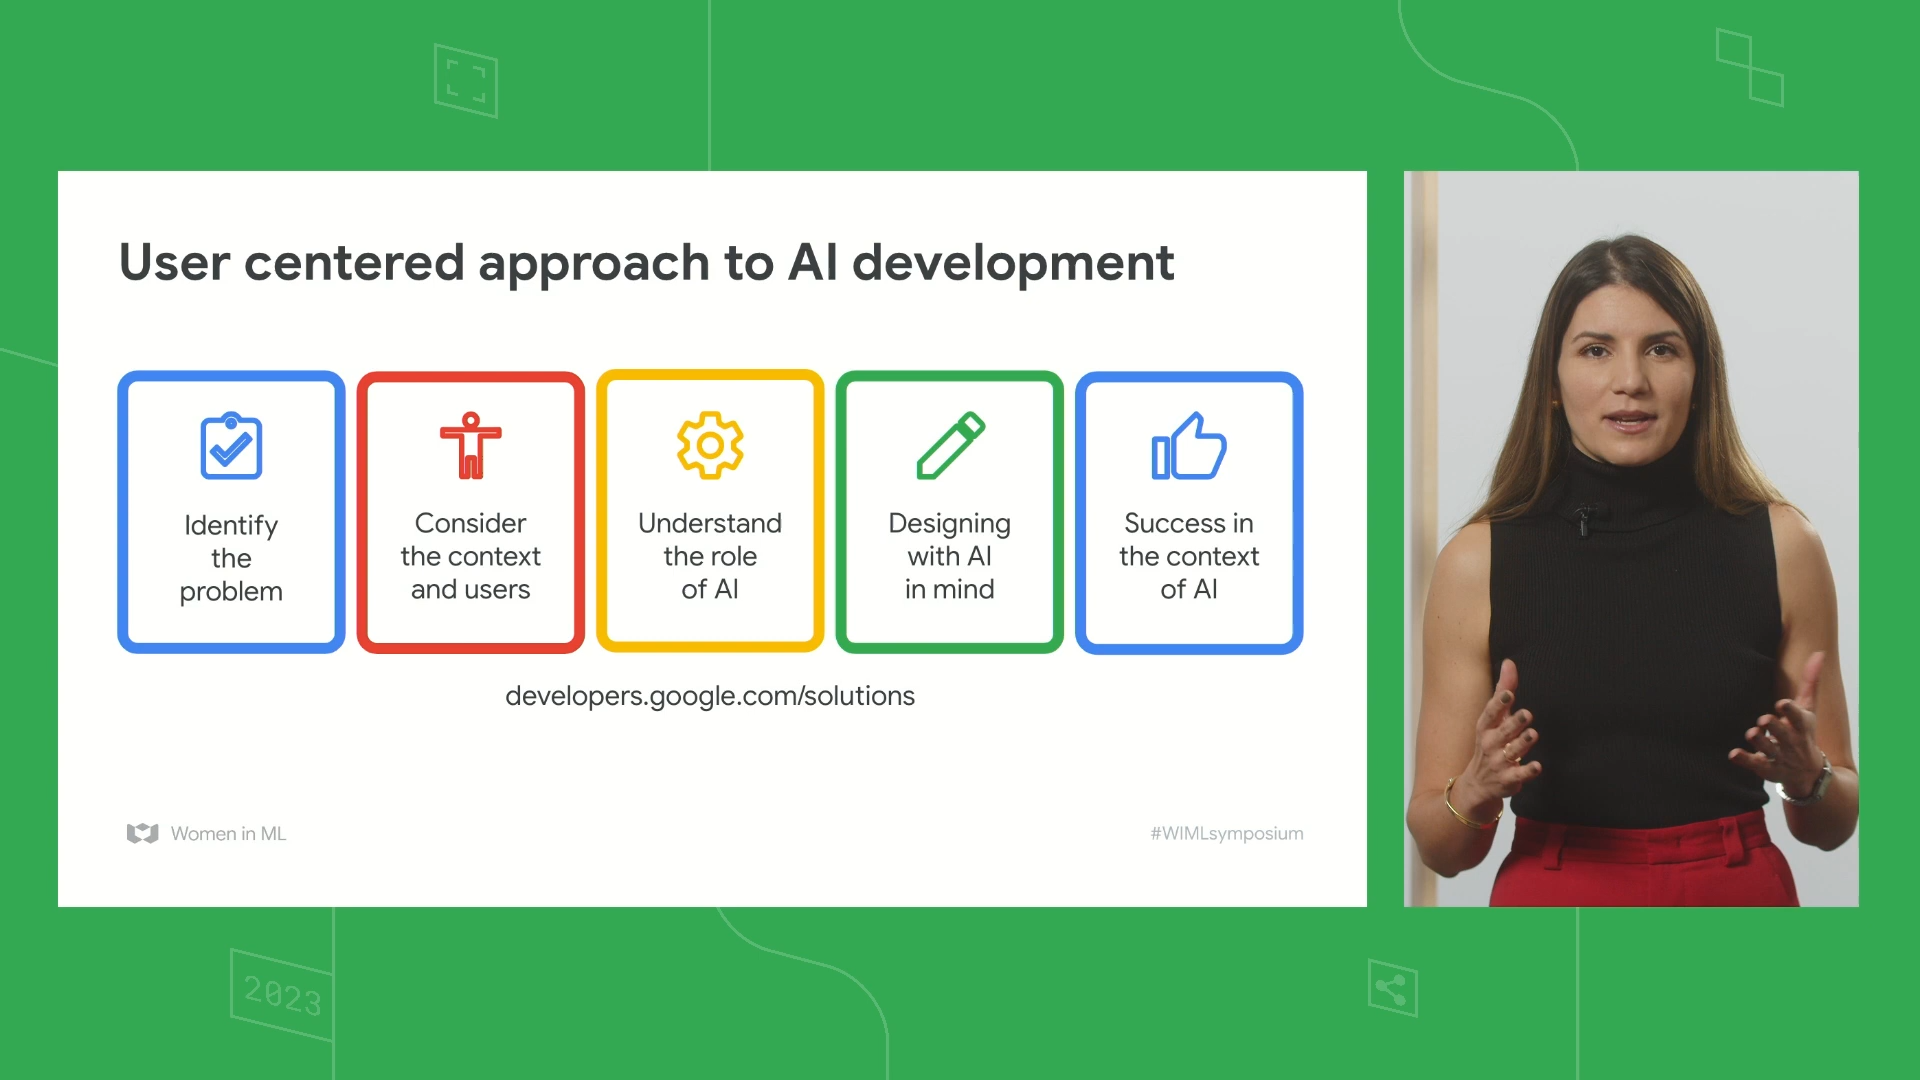 User centered approach to AI development
Identify
the
problem
Consider
the context
and users
Understand
the role
of AI
Designing
with AI
in mind
Success in
the context
of AI
developers.google.com/solutions
Women in ML
#WIMLsymposium
2023